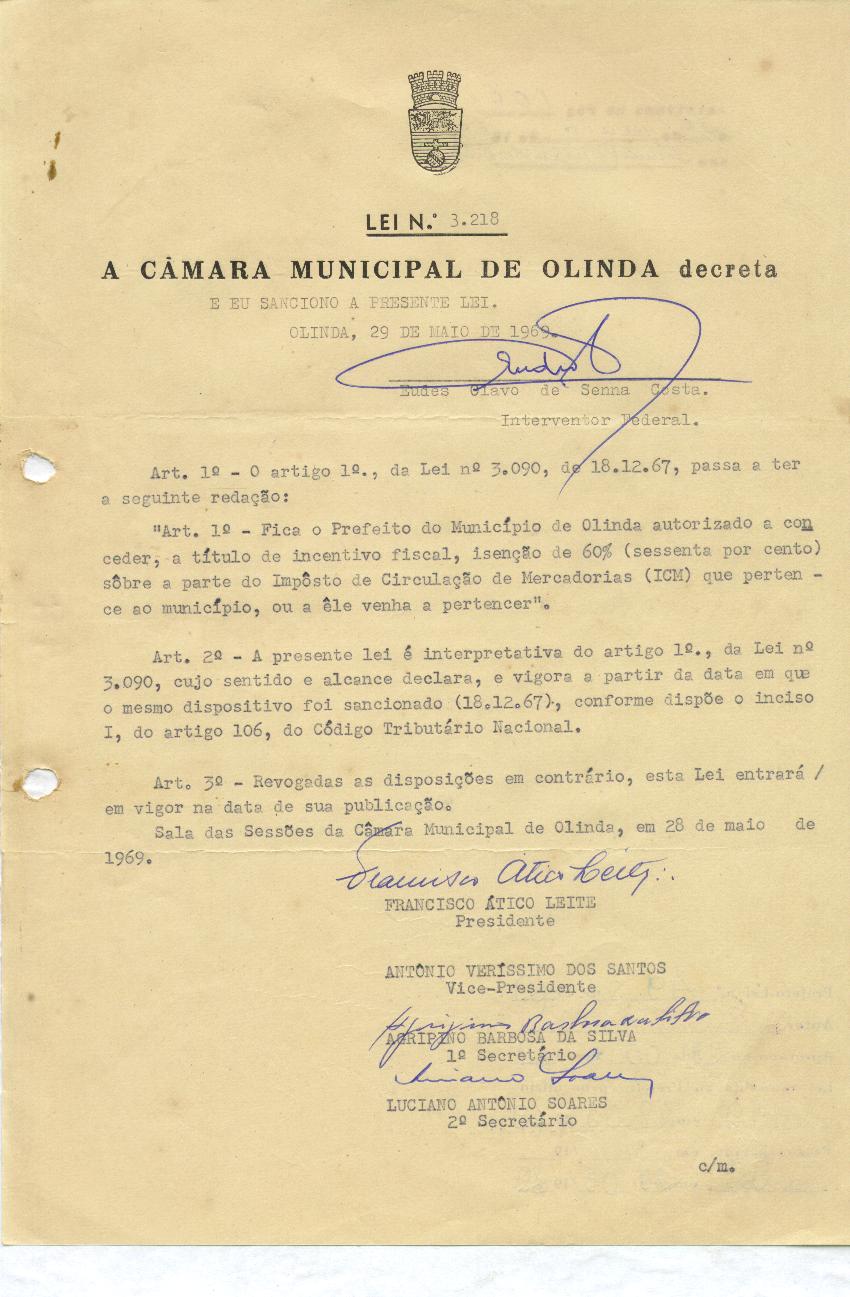 LEI N.º 3.218
A CÂMARA MUNICIPAL DE OLINDA decreta
E EU SANCIONO A PRESENTE LEI.
OLINDA, 29 DE MAIO DE 1969.
Eudes Olavo de Senna Costa.
Interventor Federal.
Art. 1º - O artigo 1º., da Lei nº 3.090, de 18.12.67, passa a ter
a seguinte redação:
"Art. 1º - Fica o Prefeito do Município de Olinda autorizado a con
ceder, a título de incentivo fiscal, isenção de 60% (sessenta por cento)
sôbre a parte do Impôsto de Circulação de Mercadorias (ICM) que perten -
ce ao município, ou a êle venha a pertencer".
Art. 2º - A presente lei é interpretativa do artigo 1º., da Lei nº
3.090, cujo sentido e alcance declara, e vigora a partir da data em que
o mesmo dispositivo foi sancionado (18.12.67), conforme dispõe o inciso
I, do artigo 106, do Código Tributário Nacional.
Art. 3º - Revogadas as disposições em contrário, esta Lei entrará /
em vigor na data de sua publicação.
Sala das Sessões da Câmara Municipal de Olinda, em 28 de maio de
1969.
Francisco Ático Leite
FRANCISCO ÁTICO LEITE
Presidente
ANTÔNIO VERÍSSIMO DOS SANTOS
Vice-Presidente
Agripino Barbosa da Silva
AGRIPINO BARBOSA DA SILVA
1º Secretário
Luciano Soares
LUCIANO ANTÔNIO SOARES
2º Secretário
c/m.